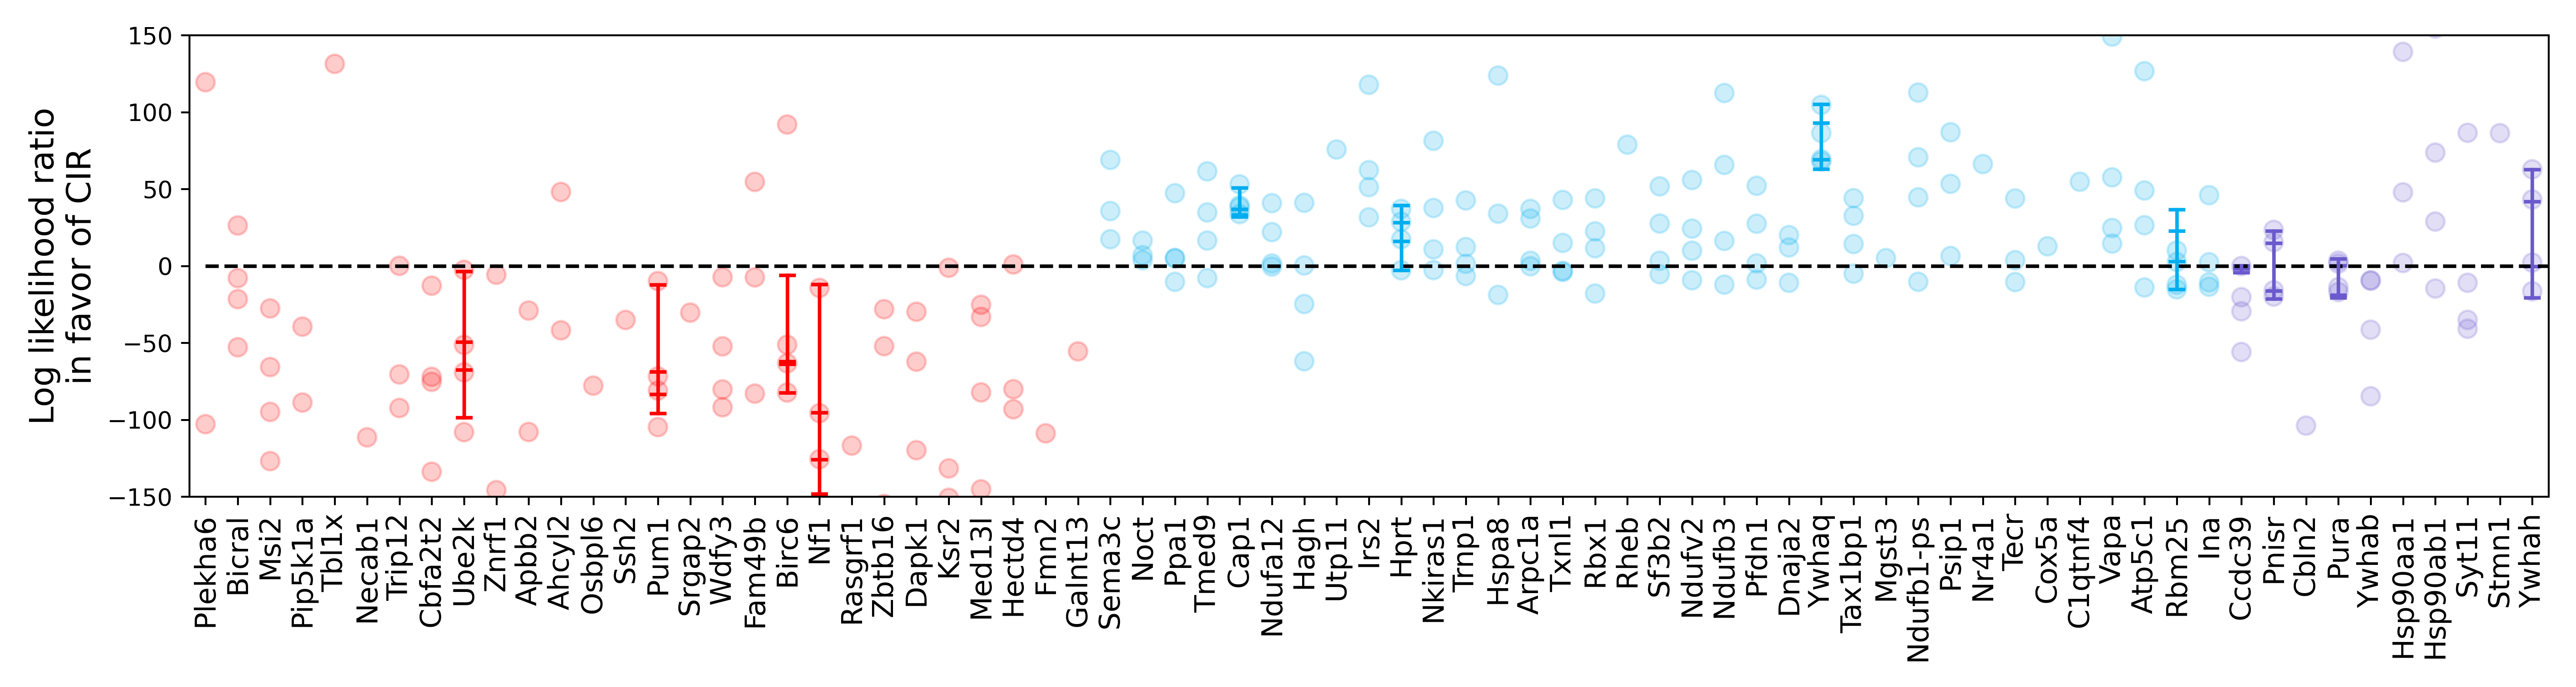 Log likelihood ratio
in favor of CIR
150
100
50
0
−50
−100
−150
Plekha6
Bicral
Msi2
Pip5k1a
Tbl1x
Necab1
Trip12
Cbfa2t2
Ube2k
Znrf1
Apbb2
Ahcyl2
Osbpl6
Ssh2
Pum1
Srgap2
Wdfy3
Fam49b
Birc6
Nf1
Rasgrf1
Zbtb16
Dapk1
Ksr2
Med13l
Hectd4
Fmn2
Galnt13
Sema3c
Noct
Ppa1
Tmed9
Cap1
Ndufa12
Hagh
Utp11
Irs2
Hprt
Nkiras1
Trnp1
Hspa8
Arpc1a
Txnl1
Rbx1
Rheb
Sf3b2
Ndufv2
Ndufb3
Pfdn1
Dnajaa2
Ywhaq
Tax1bp1
Mgst3
Ndufb1-ps
Psip1
Nr4a1
Tecr
Cox5a
C1qtnf4
Vapa
Atp5c1
Rbm25
Ina
Ccdc39
Pnisr
Cbln2
Pura
Ywhab
Hsp90aa1
Hsp90ab1
Syt11
Stmn1
Ywhah